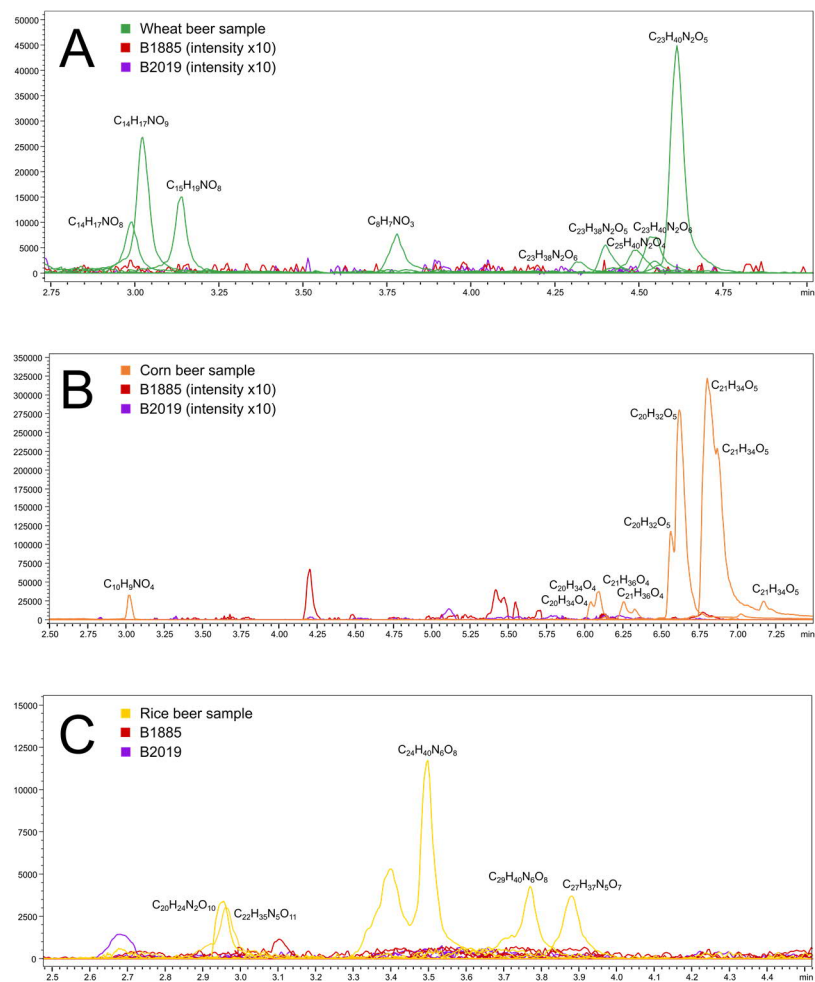 A
Wheat beer sample
B1885 (intensity x10)
B2019 (intensity x10)
50000
45000
40000
35000
30000
25000
20000
15000
10000
5000
0
C₁₄H₁₇NO₈
C₁₄H₁₇NO₉
C₁₅H₁₉NO₈
C₈H₇NO₃
C₂₃H₃₈N₂O₆
C₂₃H₃₈N₂O₅
C₂₅H₄₀N₂O₄
C₂₃H₄₀N₂O₆
C₂₃H₄₀N₂O₅
2.75 3.00 3.25 3.50 3.75 4.00 4.25 4.50 4.75 min
B
Corn beer sample
B1885 (intensity x10)
B2019 (intensity x10)
350000
325000
300000
275000
250000
225000
200000
175000
150000
125000
100000
75000
50000
25000
0
C₁₀H₉NO₄
C₂₀H₃₄O₄
C₂₀H₃₄O₄
C₂₁H₃₆O₄
C₂₁H₃₆O₄
C₂₀H₃₂O₅
C₂₀H₃₂O₅
C₂₁H₃₄O₅
C₂₁H₃₄O₅
C₂₁H₃₄O₅
2.50 2.75 3.00 3.25 3.50 3.75 4.00 4.25 4.50 4.75 5.00 5.25 5.50 5.75 6.00 6.25 6.50 6.75 7.00 7.25 min
C
Rice beer sample
B1885
B2019
15000
12500
10000
7500
5000
2500
0
C₂₀H₂₄N₂O₁₀
C₂₂H₃₅N₅O₁₁
C₂₄H₄₀N₆O₈
C₂₉H₄₀N₆O₈
C₂₇H₃₇N₅O₇
2.5 2.6 2.7 2.8 2.9 3.0 3.1 3.2 3.3 3.4 3.5 3.6 3.7 3.8 3.9 4.0 4.1 4.2 4.3 4.4 min